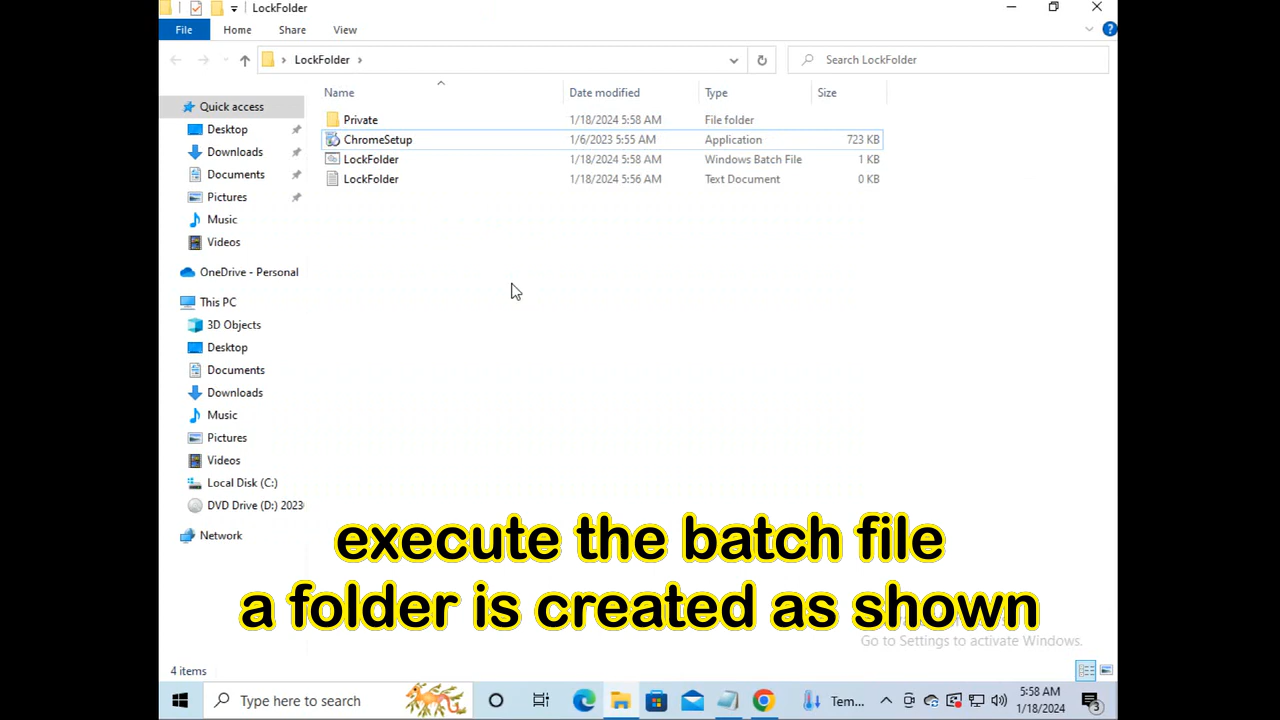 LockFolder
File
Home
Share
View
LockFolder
Search LockFolder
Name
Date modified
Type
Size
Private
1/18/2024 5:58 AM
File folder
ChromeSetup
1/6/2023 5:55 AM
Application
723 KB
LockFolder
1/18/2024 5:58 AM
Windows Batch File
1 KB
LockFolder
1/18/2024 5:56 AM
Text Document
0 KB
Quick access
Desktop
Downloads
Documents
Pictures
Music
Videos
OneDrive - Personal
This PC
3D Objects
Desktop
Documents
Downloads
Music
Pictures
Videos
Local Disk (C:)
DVD Drive (D:) 2023
Network
execute the batch file
a folder is created as shown
Go to Settings to activate Windows.
4 items
Type here to search
Tem...
5:58 AM
1/18/2024
3